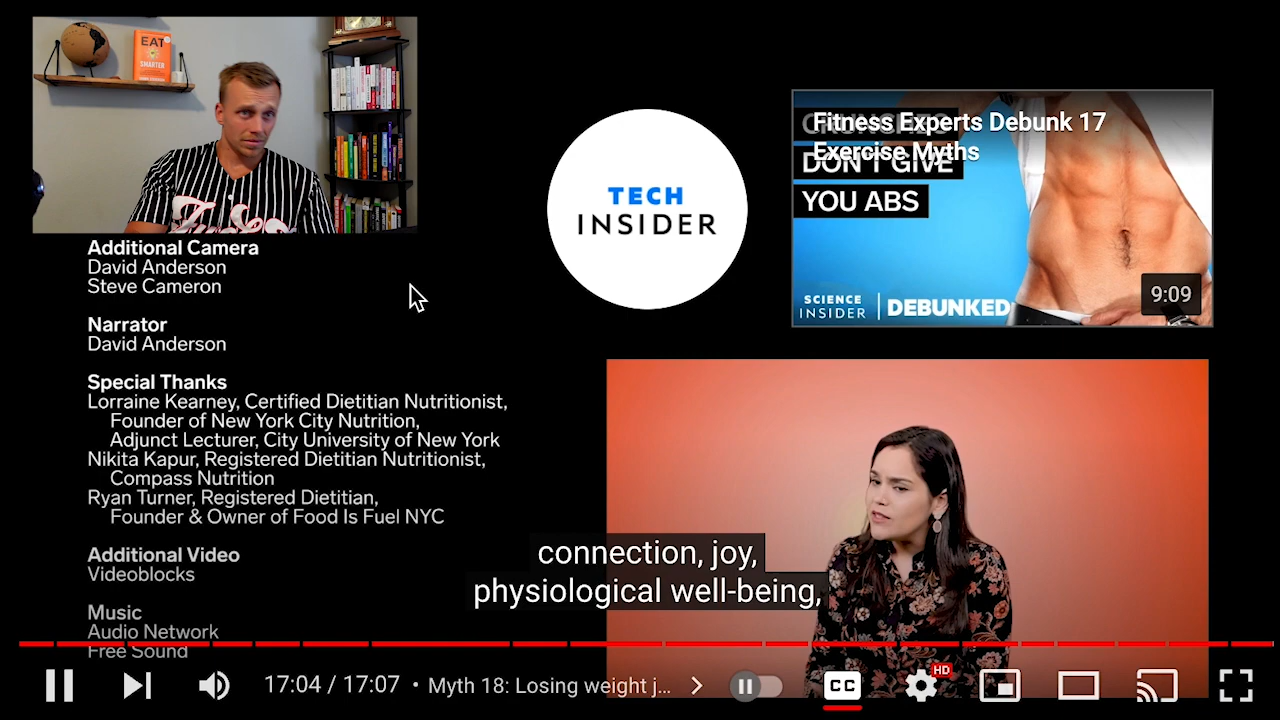 EAT
SMARTER
Additional Camera
David Anderson
Steve Cameron
Narrator
David Anderson
Special Thanks
Lorraine Kearney, Certified Dietitian Nutritionist,
Founder of New York City Nutrition,
Adjunct Lecturer, City University of New York
Nikita Kapur, Registered Dietitian Nutritionist,
Compass Nutrition
Ryan Turner, Registered Dietitian,
Founder & Owner of Food Is Fuel NYC
Additional Video
Videoblocks
Music
Audio Network
Free Sound
TECH
INSIDER
Fitness Experts Debunk 17
Exercise Myths
CRUNCHES
DON'T GIVE
YOU ABS
SCIENCE
INSIDER
DEBUNKED
9:09
connection, joy,
physiological well-being,
17:04 / 17:07 • Myth 18: Losing weight j...
CC
HD